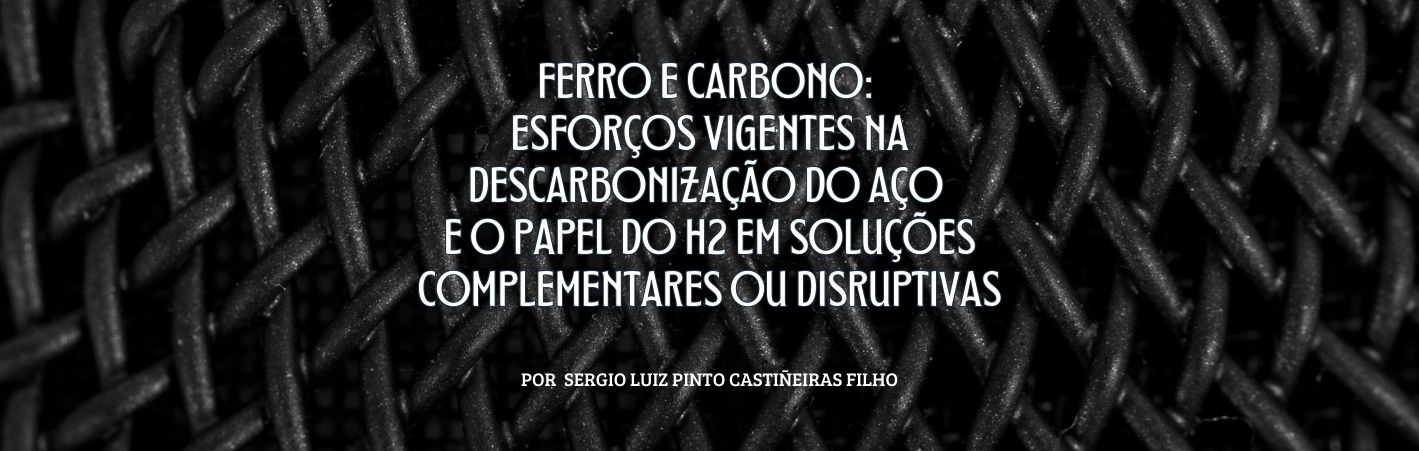 FERRO E CARBONO:
ESFORÇOS VIGENTES NA
DESCARBONIZAÇÃO DO AÇO
E O PAPEL DO H2 EM SOLUÇÕES
COMPLEMENTARES OU DISRUPTIVAS
POR SERGIO LUIZ PINTO CASTIÑEIRAS FILHO